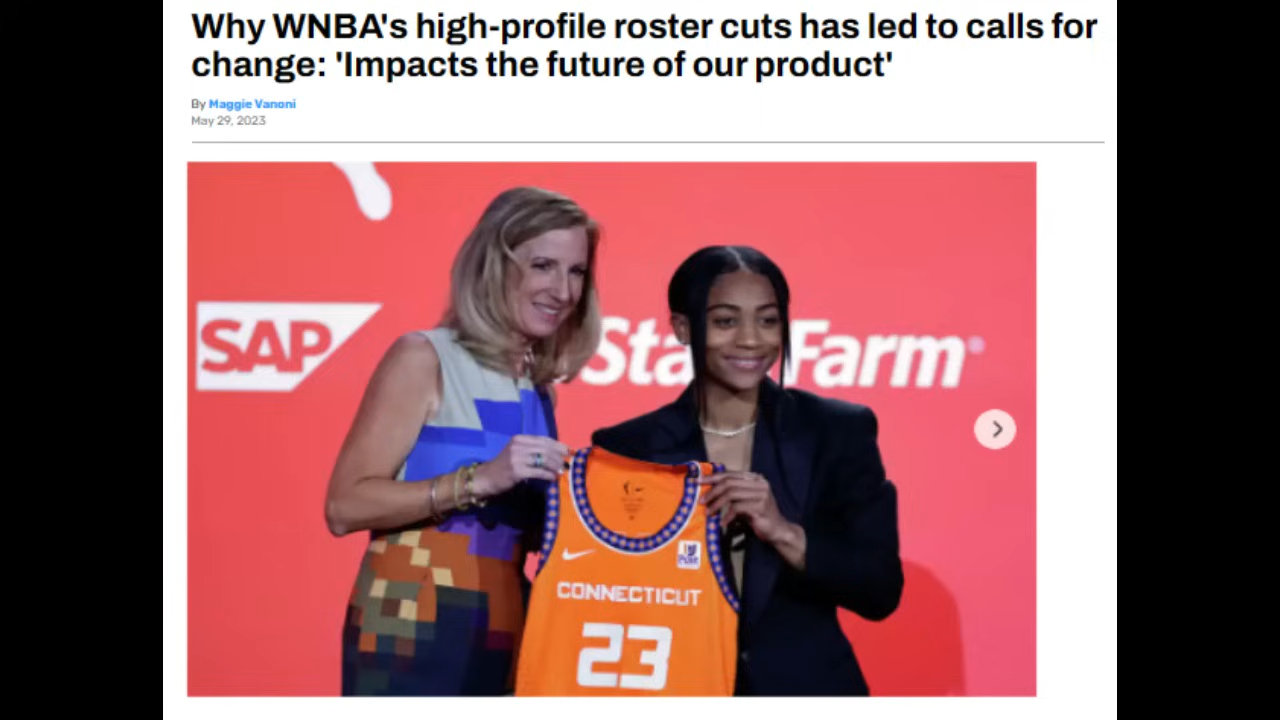 Why WNBA's high-profile roster cuts has led to calls for
change: 'Impacts the future of our product'
By Maggie Vanoni
May 29, 2023
SAP
Farm
CONNECTICUT
23